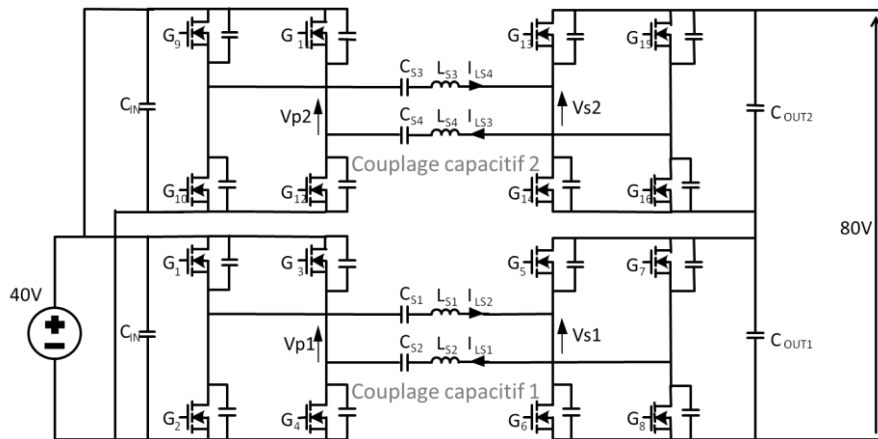 G9 G11 G13 G15
CS3 LS3 ILS4
CIN Vp2 Vs2 COUT2
CS4 LS4 ILS3
Couplage capacitif 2
G10 G12 G14 G16
80V
G1 G3 G5 G7
40V
CS1 LS1 ILS2
CIN Vp1 Vs1 COUT1
CS2 LS2 ILS1
Couplage capacitif 1
G2 G4 G6 G8